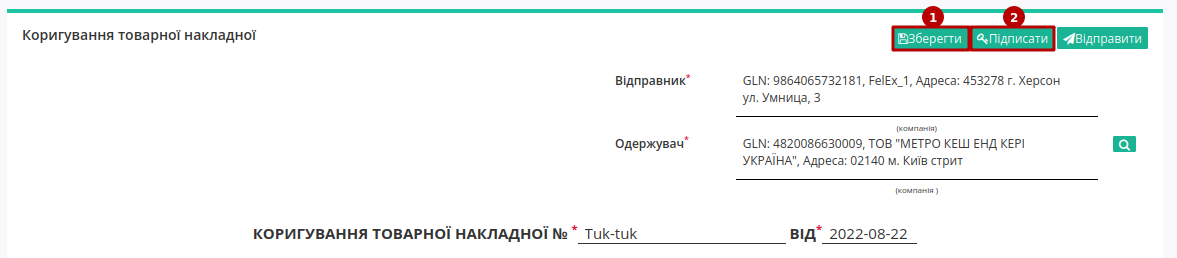 1 2
Коригування товарної накладної Зберегти Підписати Відправити
Відправник* GLN: 9864065732181, FelEx_1, Адреса: 453278 г. Херсон
ул. Умница, 3
(компанія)
Одержувач* GLN: 4820086630009, ТОВ "МЕТРО КЕШ ЕНД КЕРІ
УКРАЇНА", Адреса: 02140 м. Київ стрит
(компанія )
КОРИГУВАННЯ ТОВАРНОЇ НАКЛАДНОЇ № * Tuk-tuk ВІД* 2022-08-22